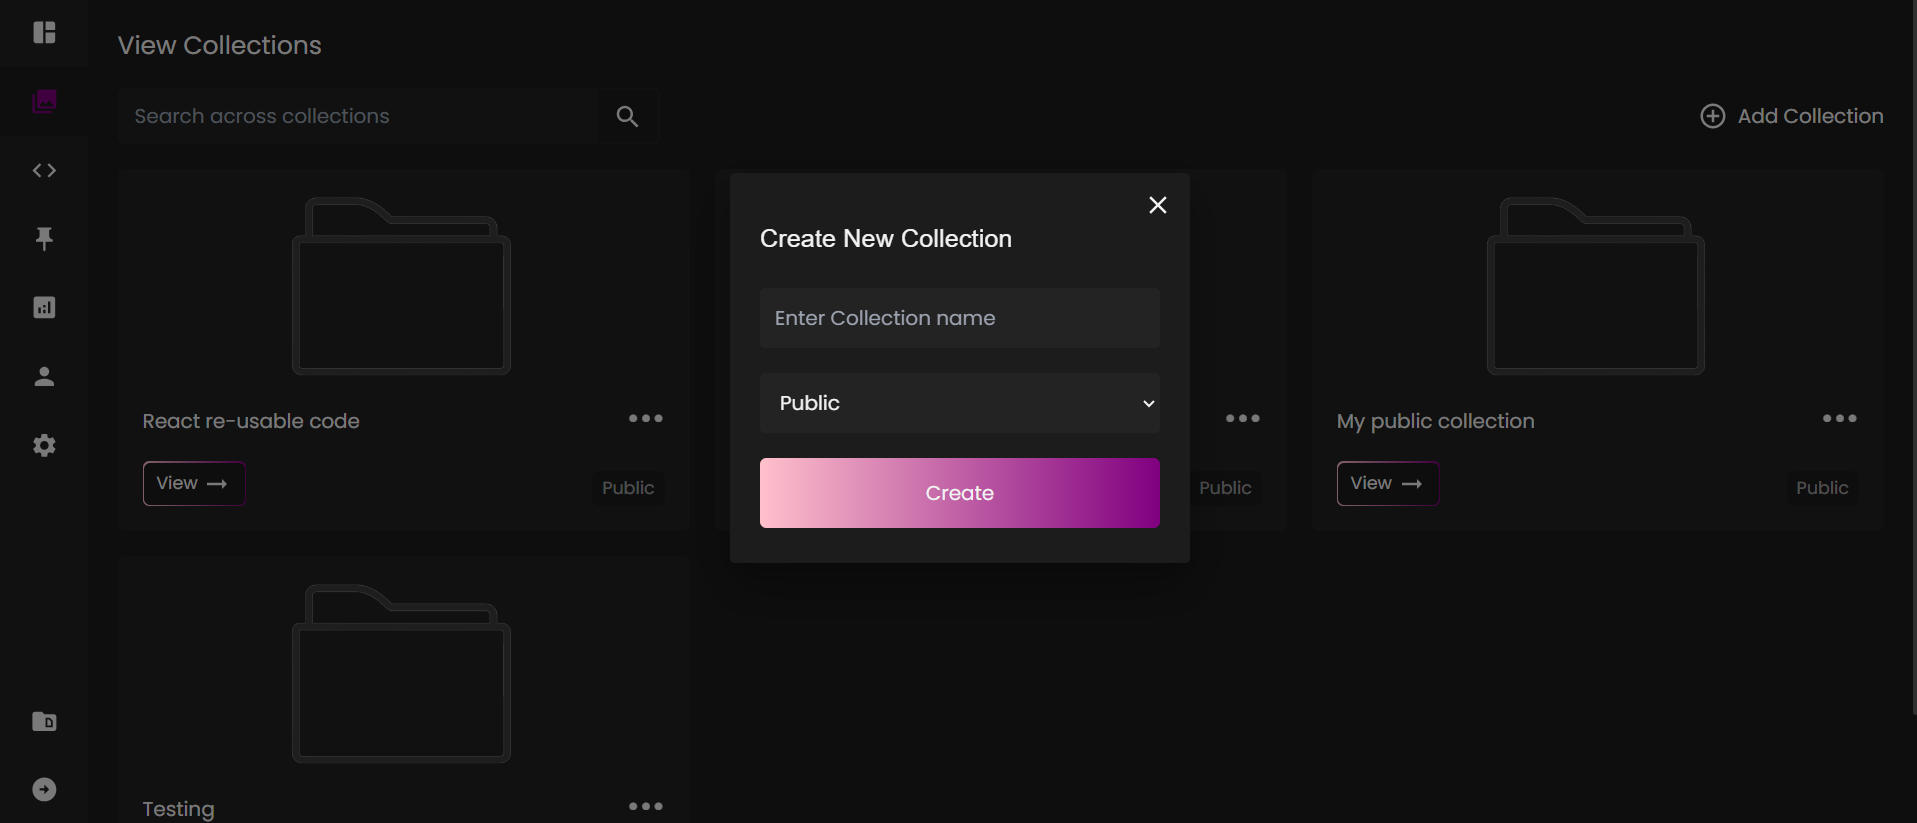 View Collections
Search across collections
Add Collection
Create New Collection
Enter Collection name
Public
Create
React re-usable code
View
Public
Public
My public collection
View
Public
Testing